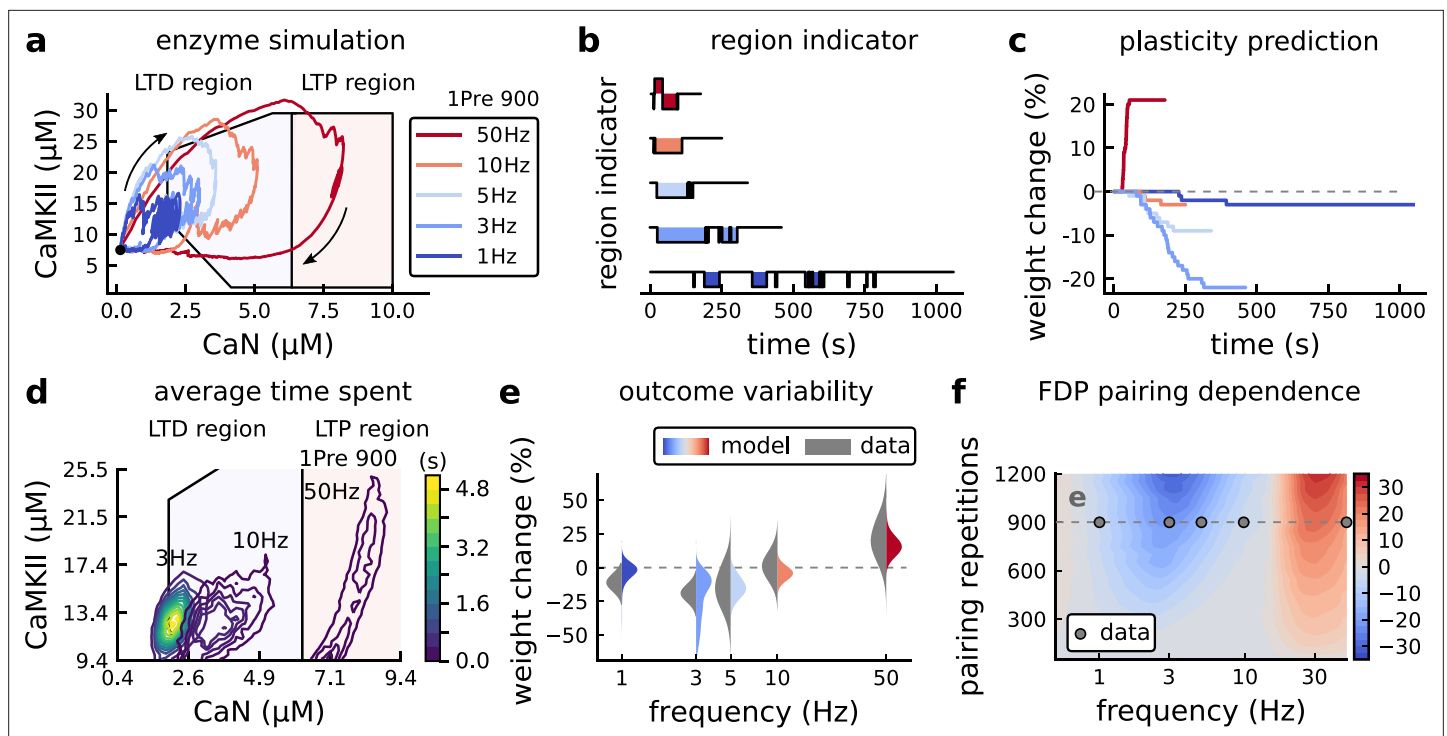 a enzyme simulation
LTD region LTP region
1Pre 900
CaMKII (μM)
30
25
20
15
10
5
0.0 2.5 5.0 7.5 10.0
CaN (μM)
50Hz
10Hz
5Hz
3Hz
1Hz
b region indicator
region indicator
0 250 500 750 1000
time (s)
c plasticity prediction
weight change (%)
20
10
0
-10
-20
0 250 500 750 1000
time (s)
d average time spent
LTD region LTP region
1Pre 900
50Hz
10Hz
3Hz
CaMKII (μM)
25.5
21.5
17.4
13.4
9.4
0.4 2.6 4.9 7.1 9.4
CaN (μM)
(s)
4.8
4.0
3.2
2.4
1.6
0.8
0.0
e outcome variability
model data
weight change (%)
50
25
0
−25
−50
1 3 5 10 50
frequency (Hz)
f FDP pairing dependence
pairing repetitions
1200
900
600
300
e
data
1 3 10 30
frequency (Hz)
30
20
10
0
−10
−20
−30